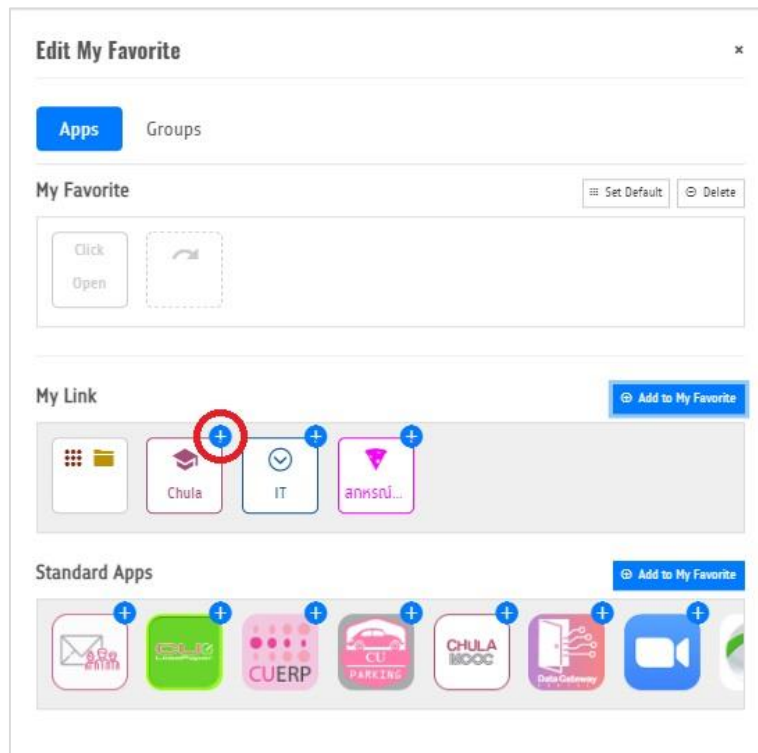 Edit My Favorite
×
Apps
Groups
My Favorite
Set Default
Delete
Click
Open
My Link
Add to My Favorite
Chula
IT
สหกรณ์...
Standard Apps
Add to My Favorite
CUERP
CU
PARKING
CHULA
MOOC
Data Gateway